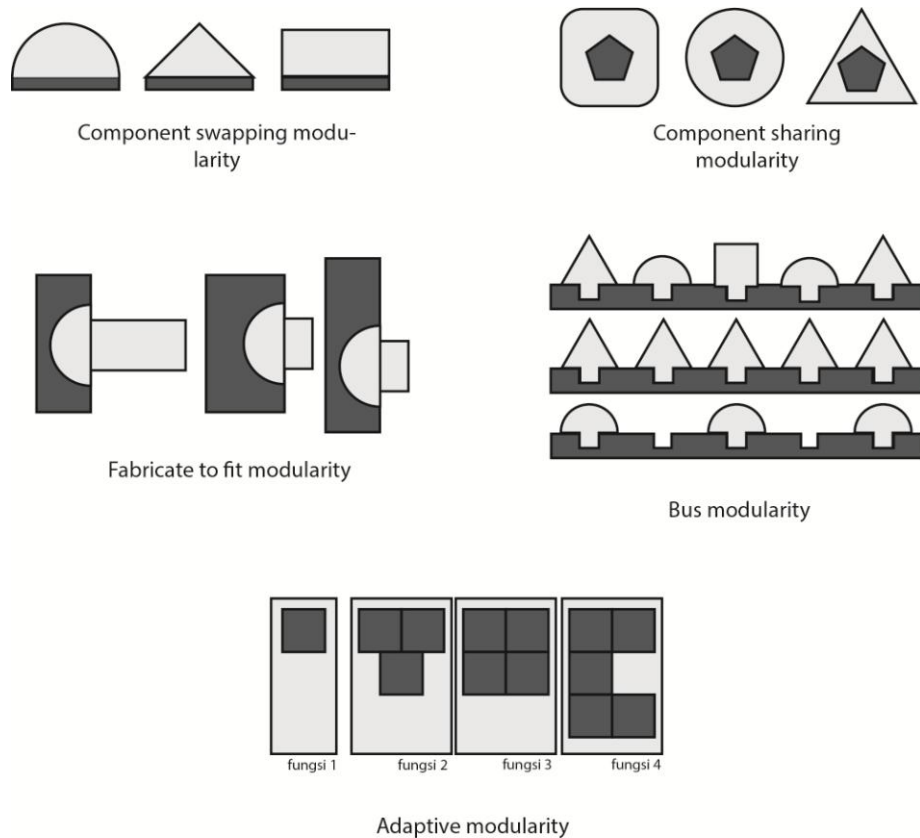 Component swapping modu-
larity
Component sharing
modularity
Fabricate to fit modularity
Bus modularity
fungsi 1
fungsi 2
fungsi 3
fungsi 4
Adaptive modularity